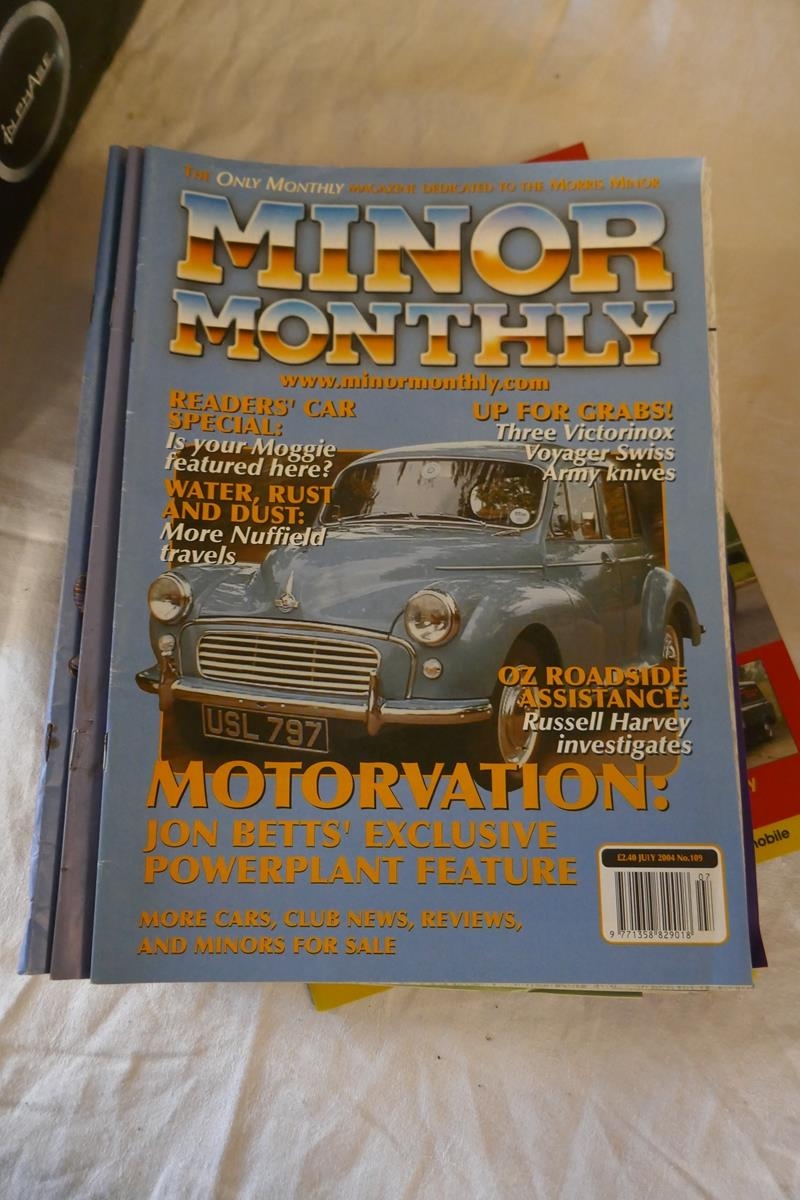 THE ONLY MONTHLY MAGAZINE DEDICATED TO THE MORRIS MINOR
MINOR
MONTHLY
www.minormonthly.com
READERS' CAR
SPECIAL:
Is your Moggie
featured here?
WATER, RUST
AND DUST:
More Nuffield
travels
UP FOR GRABS!
Three Victorinox
Voyager Swiss
Army knives
USL 797
OZ ROADSIDE
ASSISTANCE:
Russell Harvey
investigates
MOTORVATION:
JON BETTS' EXCLUSIVE
POWERPLANT FEATURE
MORE CARS, CLUB NEWS, REVIEWS,
AND MINORS FOR SALE
£2.40 JULY 2004 No.109
07
9 771358 829018